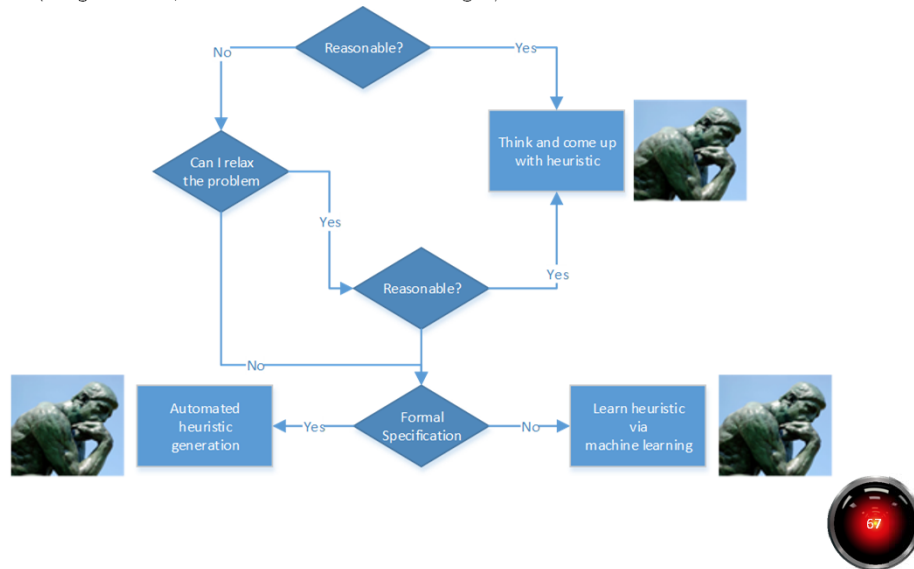 Reasonable?
No
Yes
Think and come up
with heuristic
Can I relax
the problem
Yes
Reasonable?
Yes
No
Automated
heuristic
generation
Yes
Formal
Specification
No
Learn heuristic
via
machine learning
67